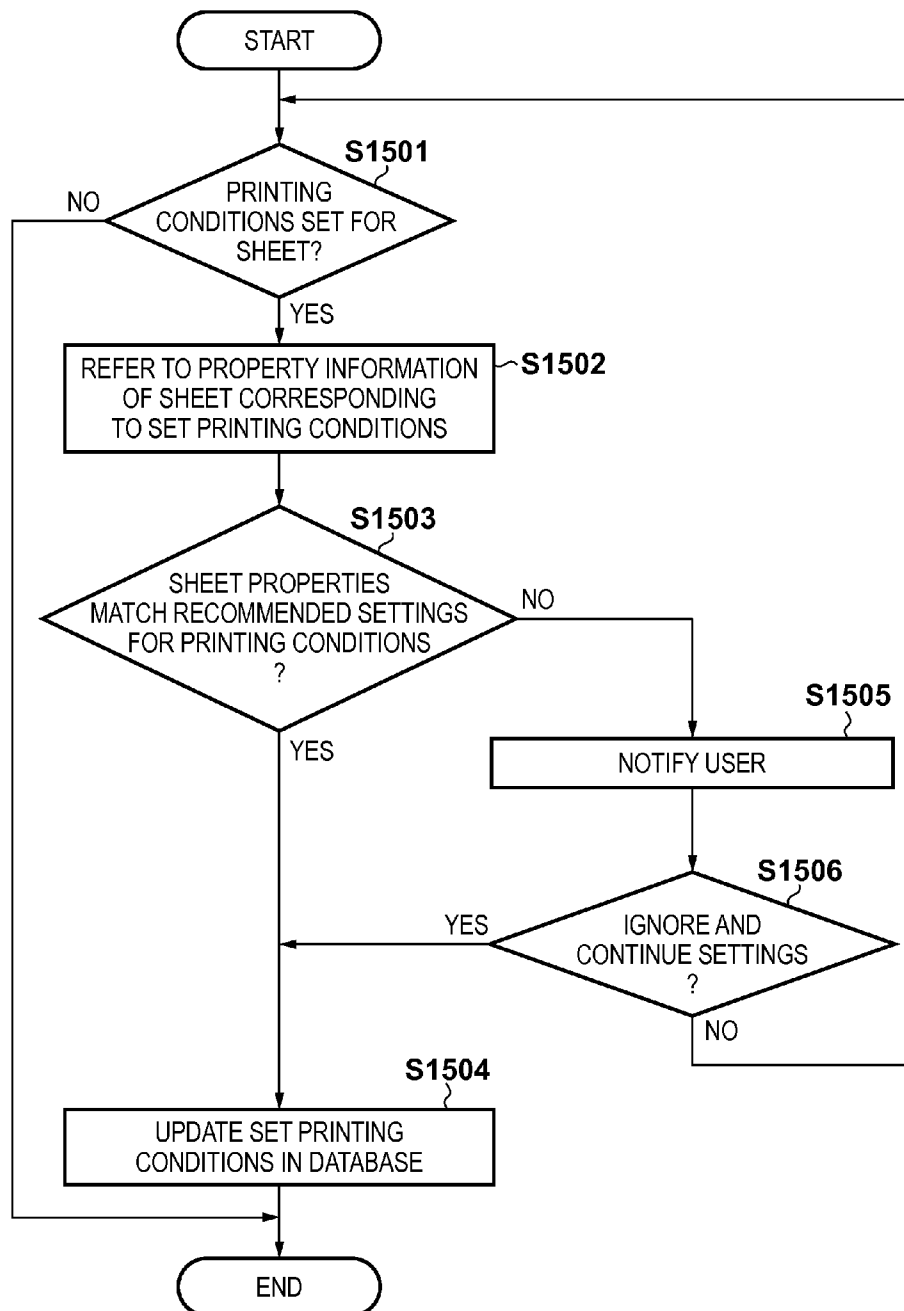 START
S1501
PRINTING
CONDITIONS SET FOR
SHEET?
NO
YES
S1502
REFER TO PROPERTY INFORMATION
OF SHEET CORRESPONDING
TO SET PRINTING CONDITIONS
S1503
SHEET PROPERTIES
MATCH RECOMMENDED SETTINGS
FOR PRINTING CONDITIONS
?
NO
YES
S1505
NOTIFY USER
S1506
IGNORE AND
CONTINUE SETTINGS
?
YES
NO
S1504
UPDATE SET PRINTING
CONDITIONS IN DATABASE
END